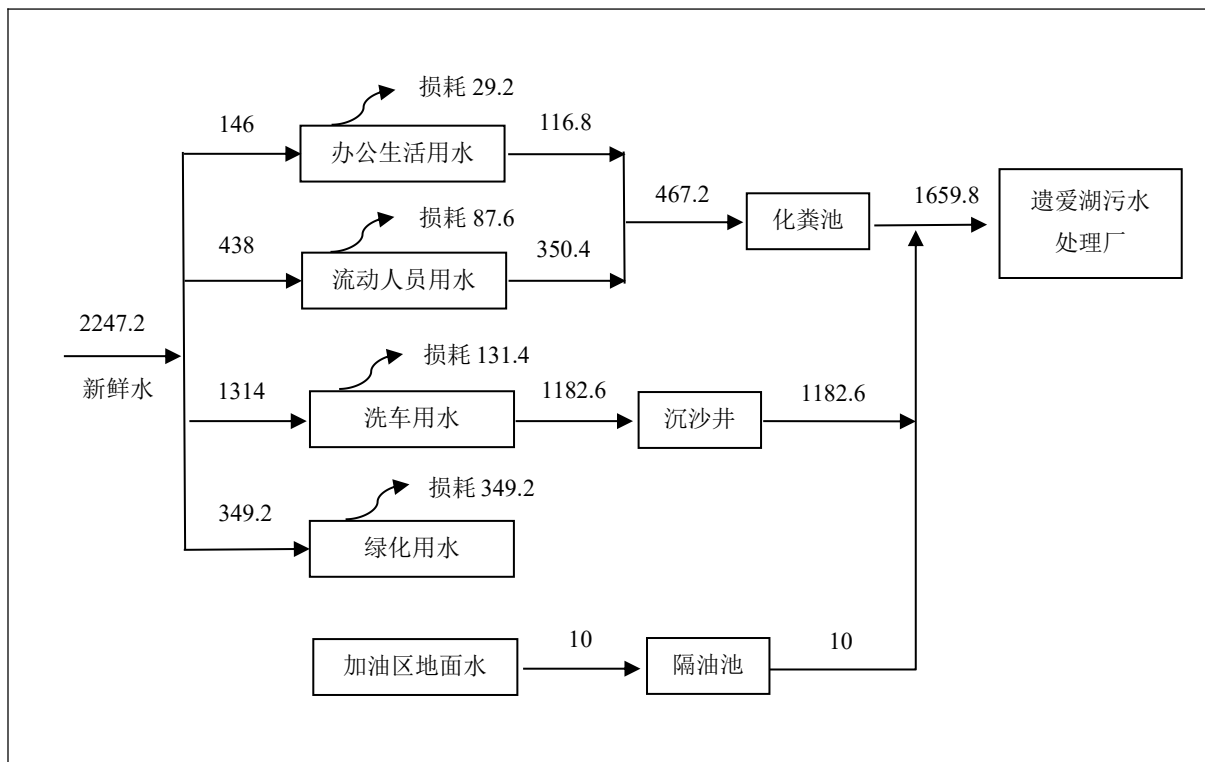 损耗 29.2
146
办公生活用水
116.8
467.2
化粪池
1659.8
遗爱湖污水
处理厂
损耗 87.6
438
流动人员用水
350.4
2247.2
新鲜水
损耗 131.4
1314
洗车用水
1182.6
沉沙井
1182.6
损耗 349.2
349.2
绿化用水
加油区地面水
10
隔油池
10